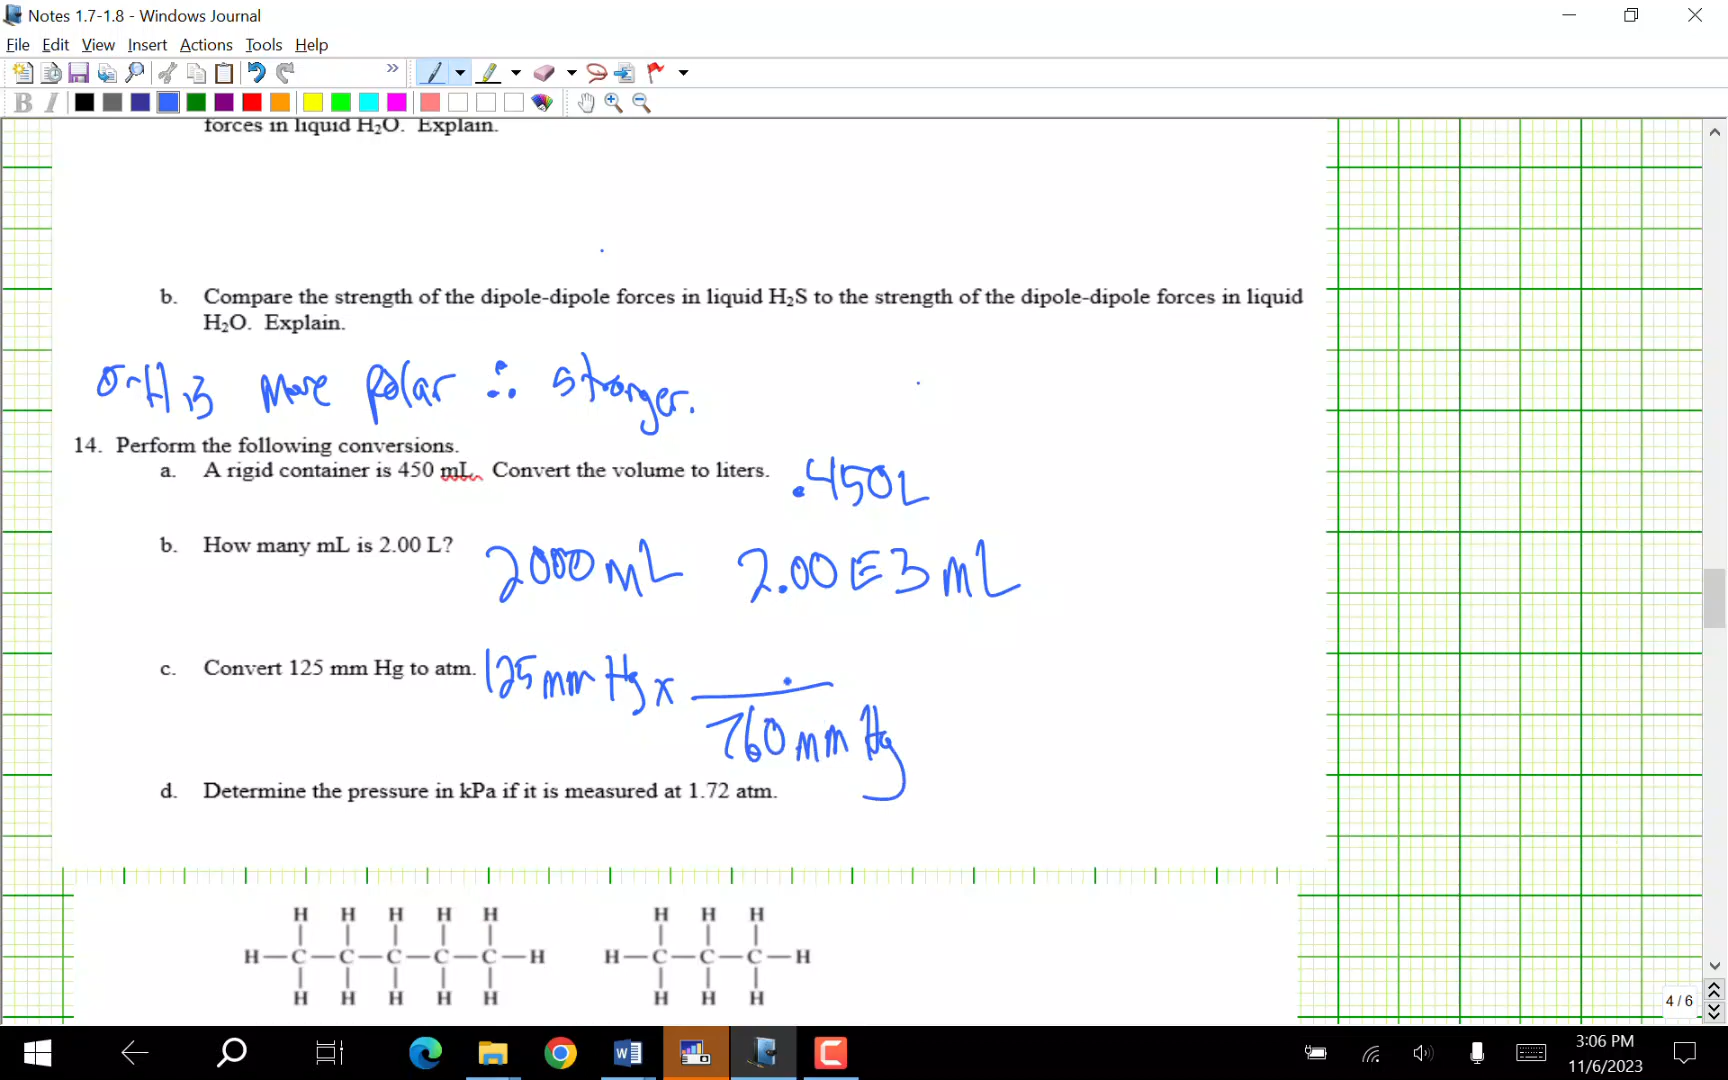 Notes 1.7-1.8 - Windows Journal
File Edit View Insert Actions Tools Help
B I
forces in liquid H₂O. Explain.
b. Compare the strength of the dipole-dipole forces in liquid H₂S to the strength of the dipole-dipole forces in liquid
H₂O. Explain.
O-H is more polar ∴ stronger.
14. Perform the following conversions.
a. A rigid container is 450 mL. Convert the volume to liters. .450L
b. How many mL is 2.00 L? 2000 mL 2.00 E3 mL
c. Convert 125 mm Hg to atm. 125 mm Hg x
760 mm Hg
d. Determine the pressure in kPa if it is measured at 1.72 atm.
H H H H H H H H
H—C—C—C—C—C—H H—C—C—C—H
H H H H H H H H
4 / 6
3:06 PM
11/6/2023